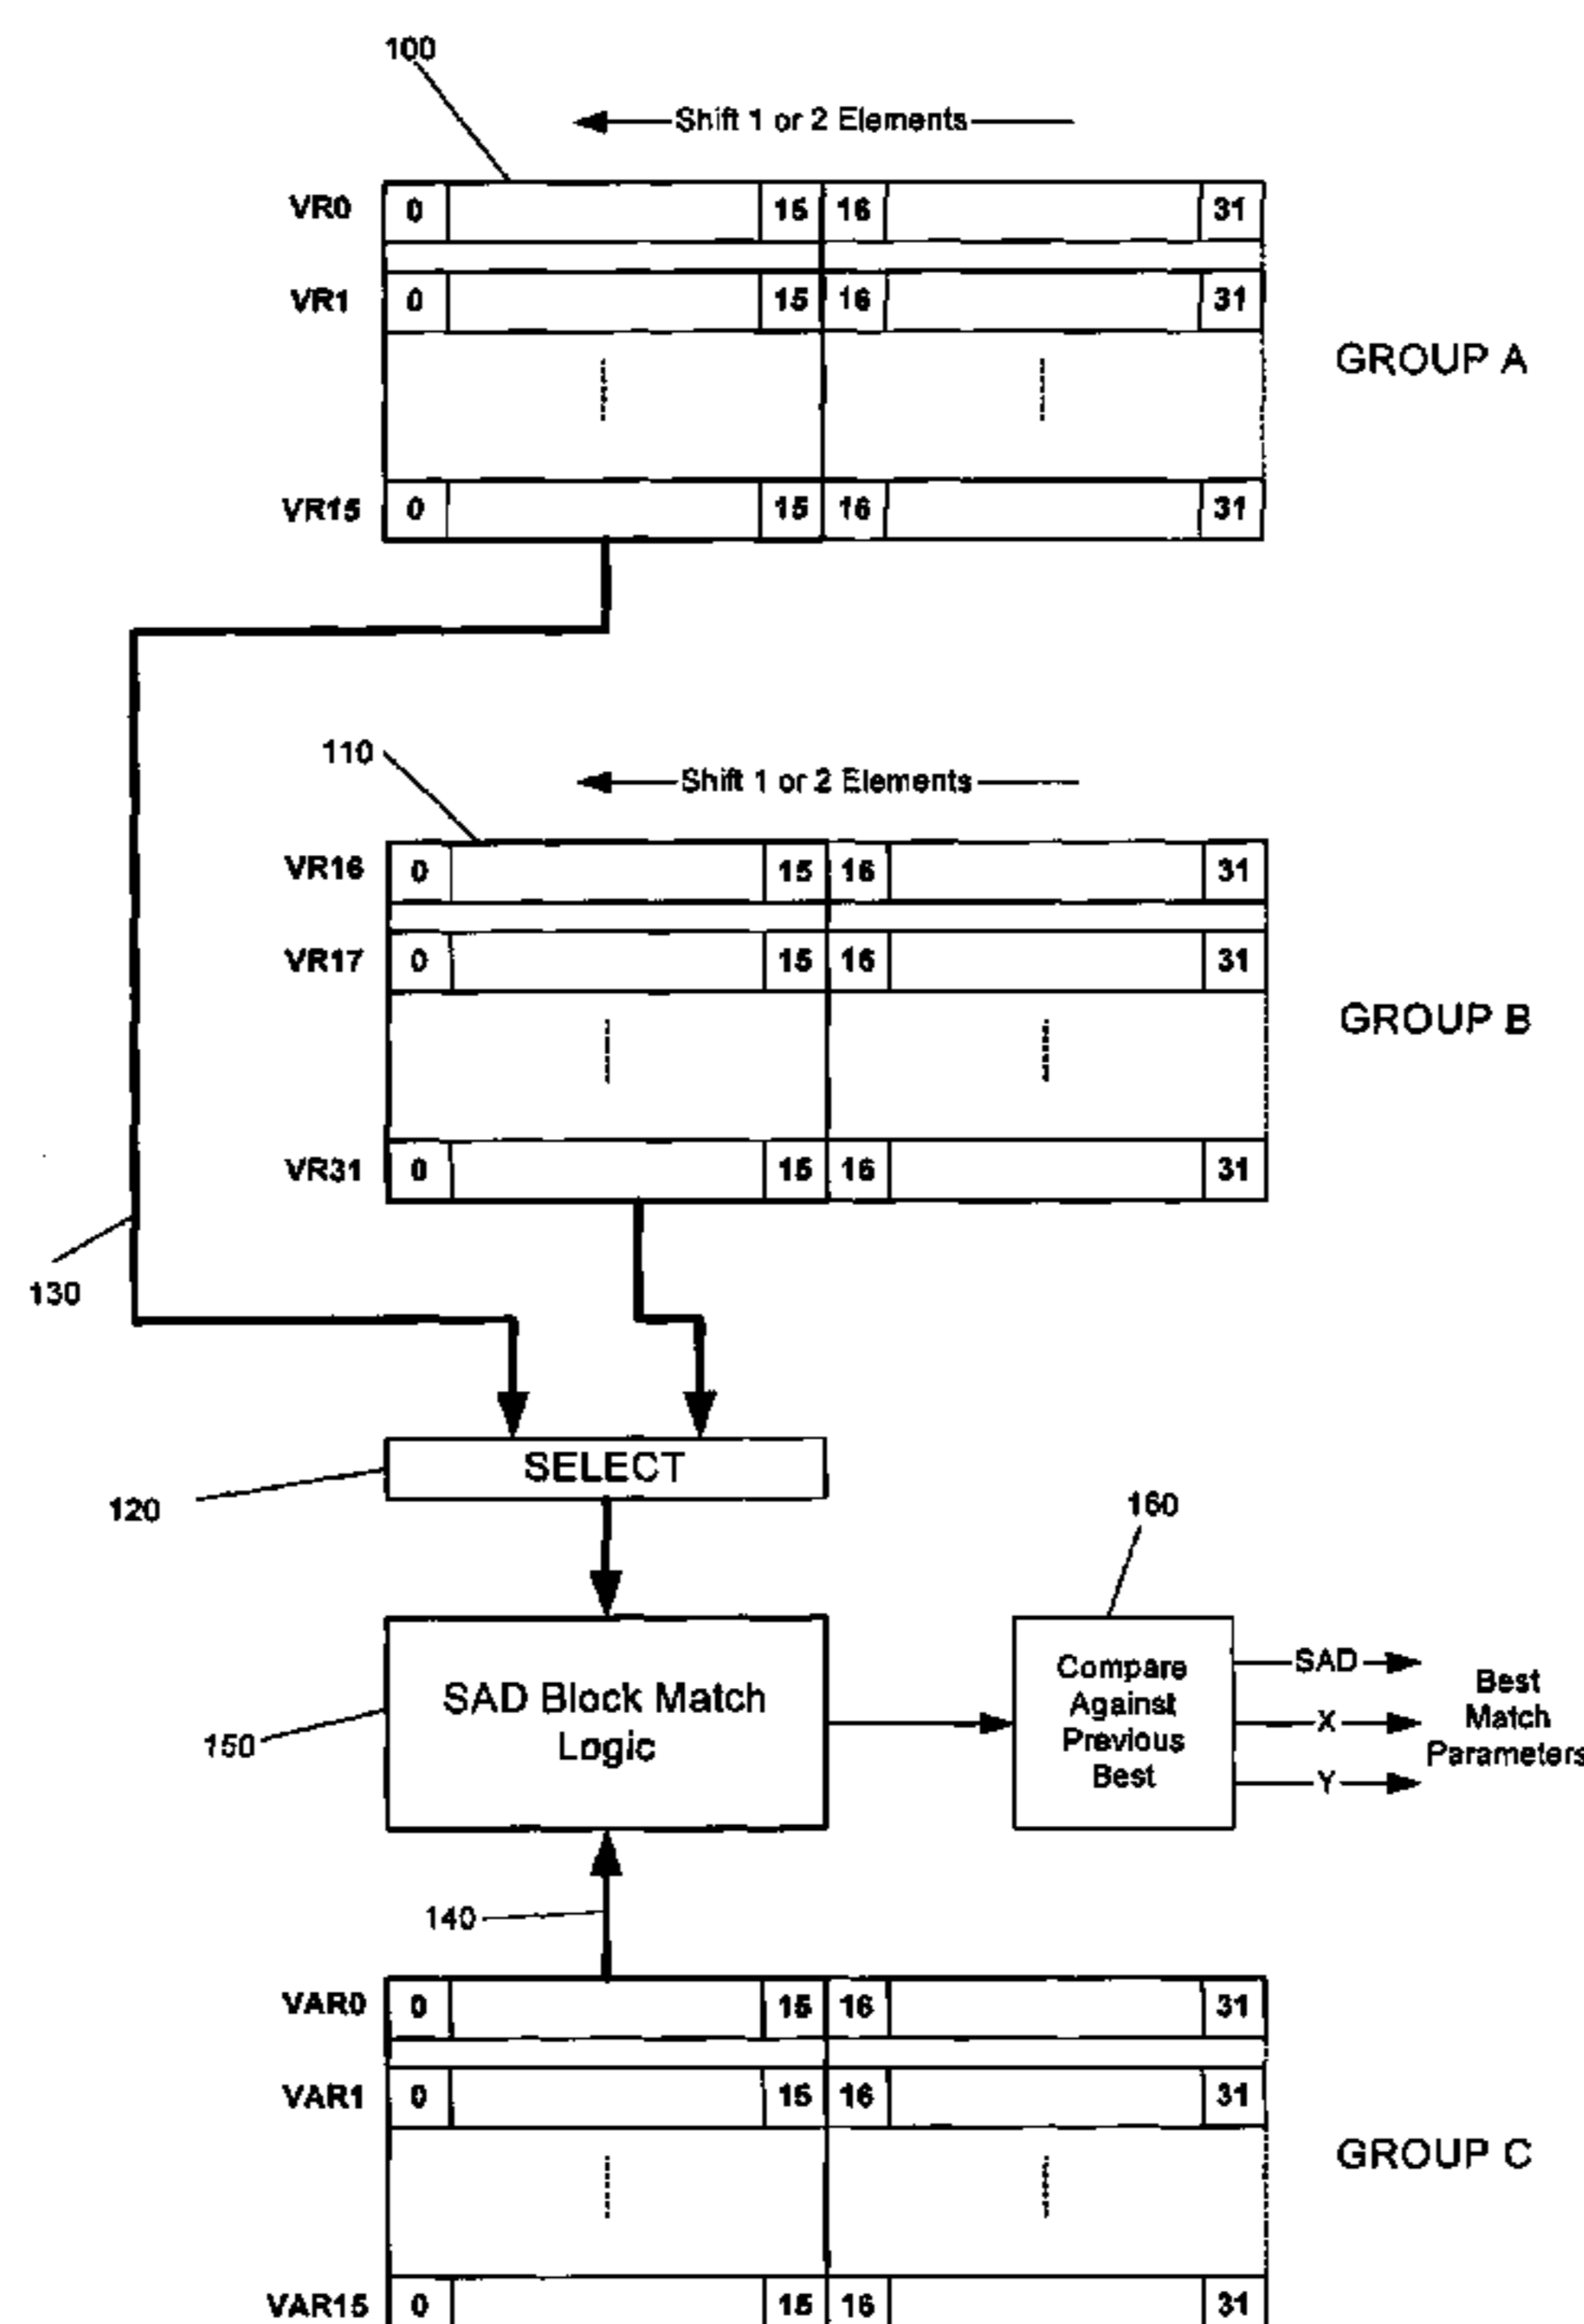 100
Shift 1 or 2 Elements
VR0 0 15 16 31
VR1 0 15 16 31
GROUP A
VR15 0 15 16 31
110
Shift 1 or 2 Elements
VR16 0 15 16 31
VR17 0 15 16 31
GROUP B
VR31 0 15 16 31
130
SELECT
120
160
SAD Block Match
Logic
150
Compare
Against
Previous
Best
SAD
X
Y
Best
Match
Parameters
140
VAR0 0 15 16 31
VAR1 0 15 16 31
GROUP C
VAR15 0 15 16 31